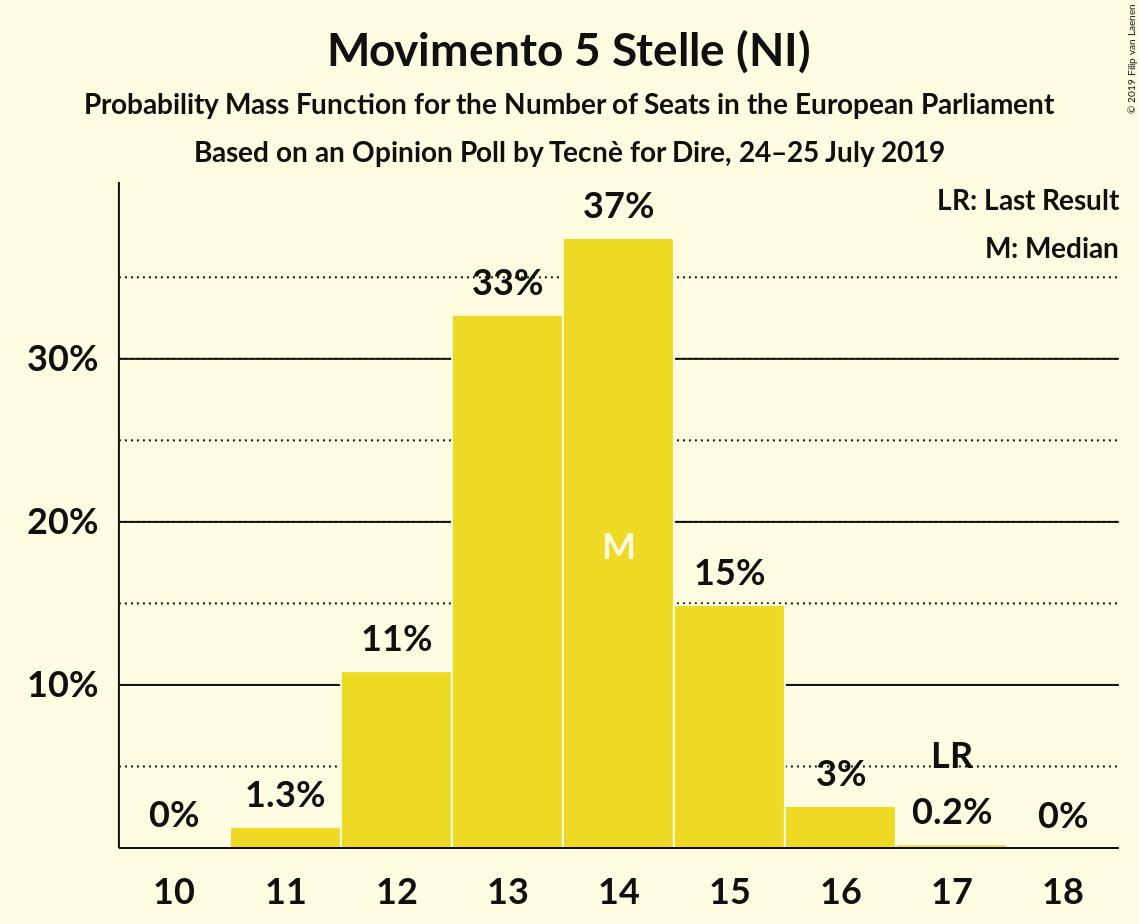 Movimento 5 Stelle (NI)
Probability Mass Function for the Number of Seats in the European Parliament
Based on an Opinion Poll by Tecnè for Dire, 24–25 July 2019
© 2019 Filip van Laenen
LR: Last Result
M: Median
37%
33%
30%
M
20%
15%
11%
10%
LR
3%
1.3%
0%
0.2%
0%
10 11 12 13 14 15 16 17 18